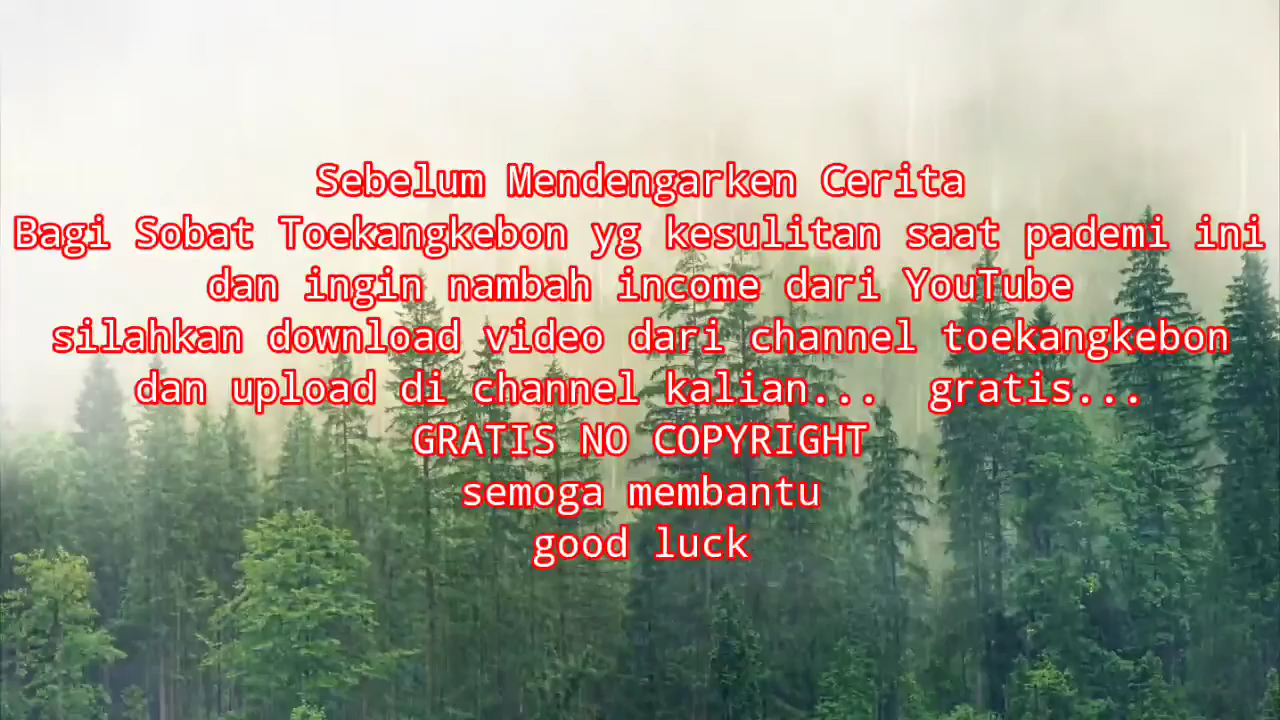 Sebelum Mendengarken Cerita
Bagi Sobat Toekangkebon yg kesulitan saat pademi ini
dan ingin nambah income dari YouTube
silahkan download video dari channel toekangkebon
dan upload di channel kalian...  gratis...
GRATIS NO COPYRIGHT
semoga membantu
good luck